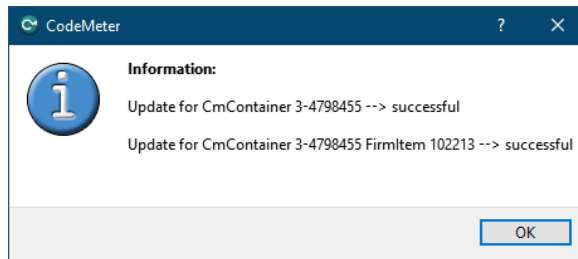 CodeMeter
?
Information:
Update for CmContainer 3-4798455 --> successful
Update for CmContainer 3-4798455 FirmItem 102213 --> successful
OK